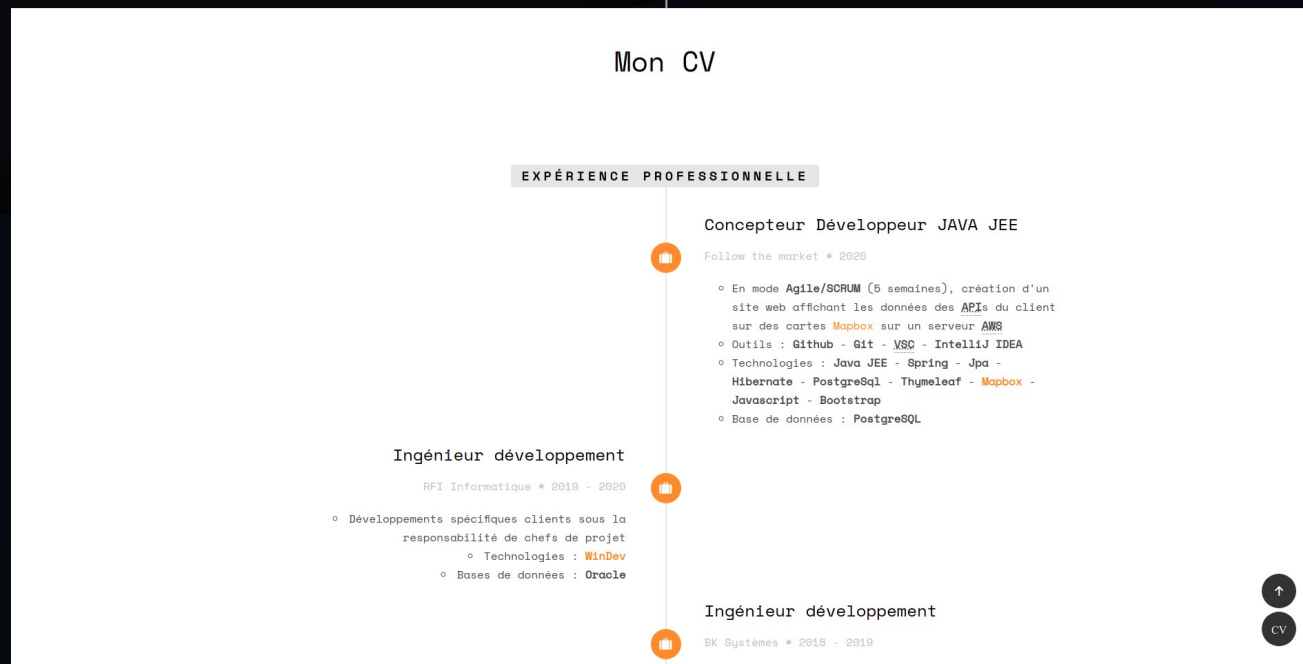 Mon CV
EXPÉRIENCE PROFESSIONNELLE
Concepteur Développeur JAVA JEE
Follow the market * 2020
En mode Agile/SCRUM (5 semaines), création d'un
site web affichant les données des APIs du client
sur des cartes Mapbox sur un serveur AWS
Outils : Github - Git - VSC - IntelliJ IDEA
Technologies : Java JEE - Spring - Jpa -
Hibernate - PostgreSql - Thymeleaf - Mapbox -
Javascript - Bootstrap
Base de données : PostgreSQL
Ingénieur développement
RFI Informatique * 2019 - 2020
Développements spécifiques clients sous la
responsabilité de chefs de projet
Technologies : WinDev
Bases de données : Oracle
Ingénieur développement
BK Systèmes * 2018 - 2019
CV